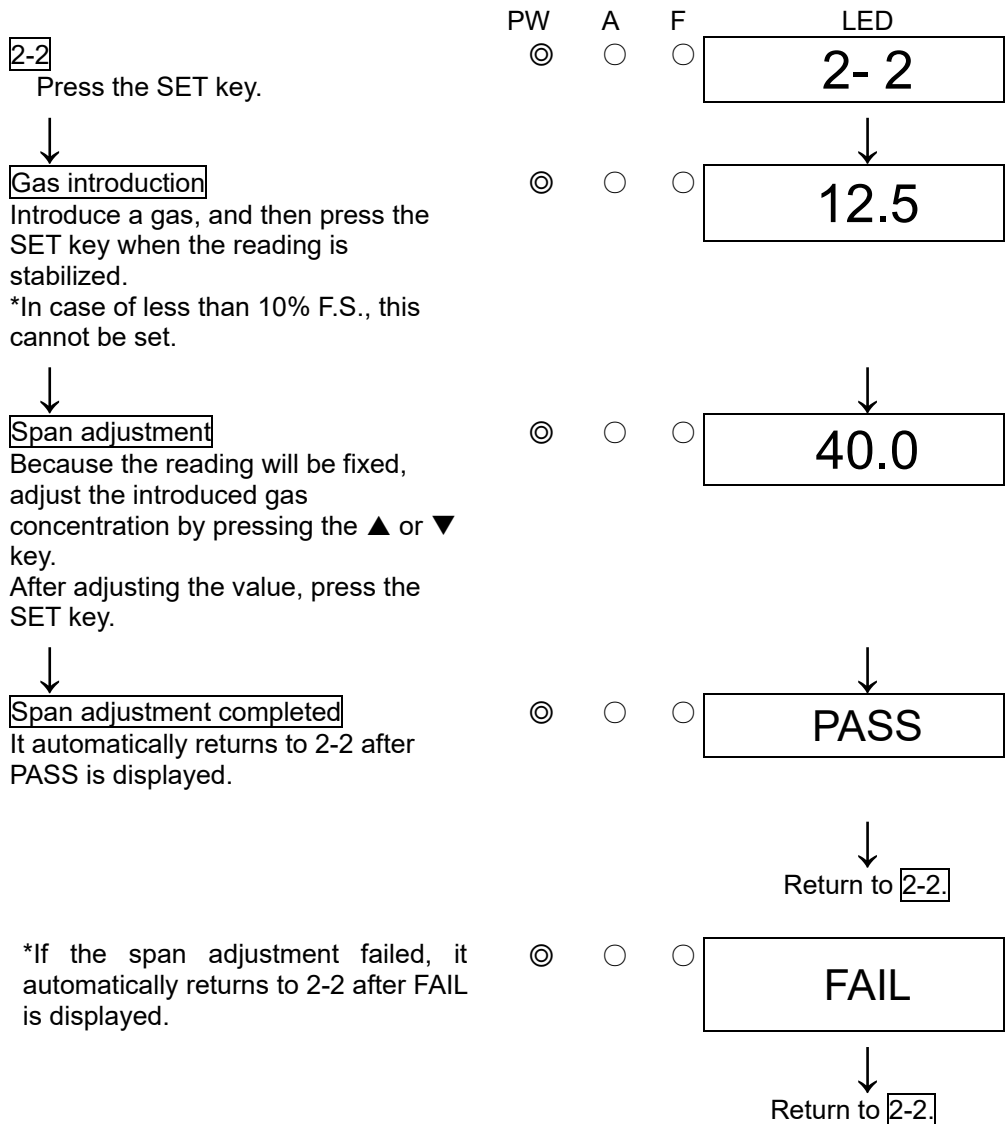 PW A F LED
2-2 ◎ ○ ○ 2- 2
Press the SET key.
↓ ↓
Gas introduction ◎ ○ ○ 12.5
Introduce a gas, and then press the
SET key when the reading is
stabilized.
*In case of less than 10% F.S., this
cannot be set.
↓ ↓
Span adjustment ◎ ○ ○ 40.0
Because the reading will be fixed,
adjust the introduced gas
concentration by pressing the ▲ or ▼
key.
After adjusting the value, press the
SET key.
↓ ↓
Span adjustment completed ◎ ○ ○ PASS
It automatically returns to 2-2 after
PASS is displayed.
↓
Return to 2-2.
*If the span adjustment failed, it ◎ ○ ○ FAIL
automatically returns to 2-2 after FAIL
is displayed.
↓
Return to 2-2.